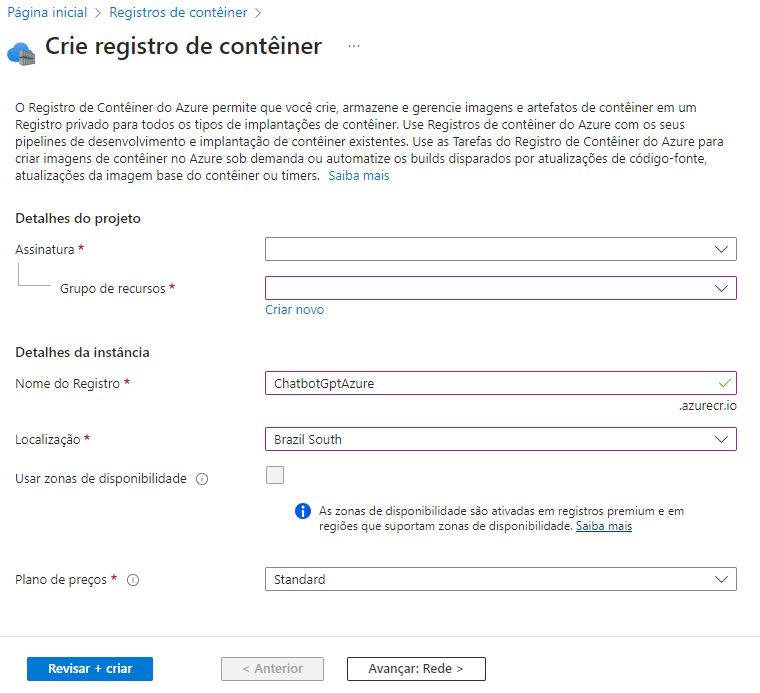 Página inicial > Registros de contêiner >
Crie registro de contêiner ...
O Registro de Contêiner do Azure permite que você crie, armazene e gerencie imagens e artefatos de contêiner em um
Registro privado para todos os tipos de implantações de contêiner. Use Registros de contêiner do Azure com os seus
pipelines de desenvolvimento e implantação de contêiner existentes. Use as Tarefas do Registro de Contêiner do Azure para
criar imagens de contêiner no Azure sob demanda ou automatize os builds disparados por atualizações de código-fonte,
atualizações da imagem base do contêiner ou timers. Saiba mais
Detalhes do projeto
Assinatura *
Grupo de recursos *
Criar novo
Detalhes da instância
Nome do Registro * ChatbotGptAzure
.azurecr.io
Localização * Brazil South
Usar zonas de disponibilidade
As zonas de disponibilidade são ativadas em registros premium e em
regiões que suportam zonas de disponibilidade. Saiba mais
Plano de preços * Standard
Revisar + criar < Anterior Avançar: Rede >